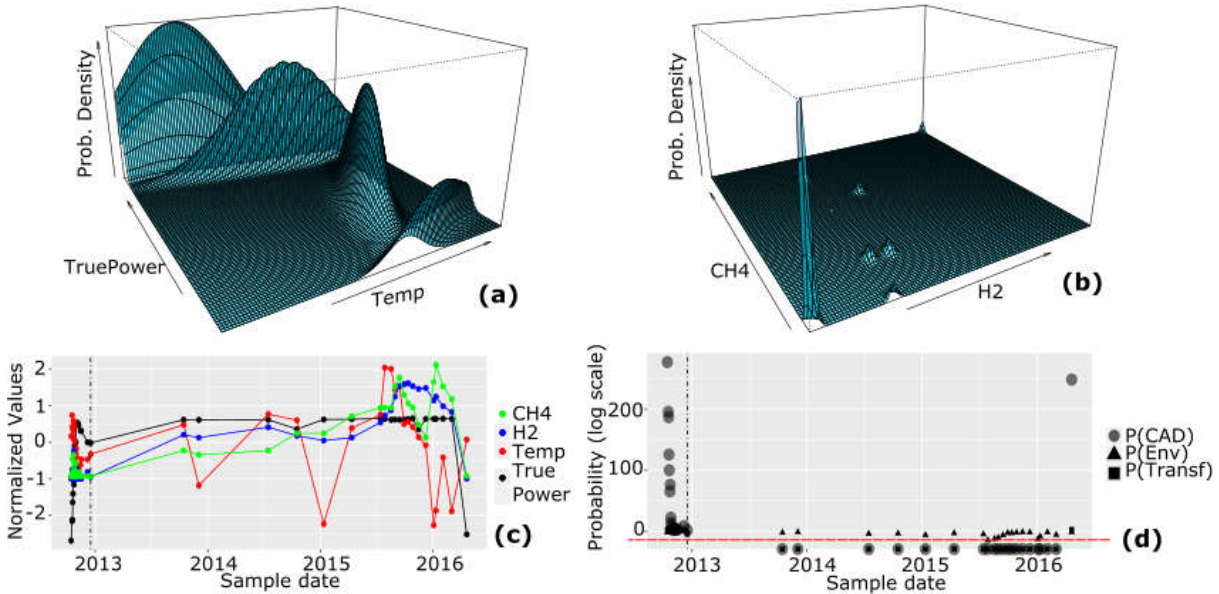 Prob. Density
TruePower
Temp
(a)
Prob. Density
CH4
H2
(b)
Normalized Values
2
1
0
-1
-2
2013
2014
2015
2016
Sample date
CH4
H2
Temp
True
Power
(c)
Probability (log scale)
200
100
0
2013
2014
2015
2016
Sample date
P(CAD)
P(Env)
P(Transf)
(d)